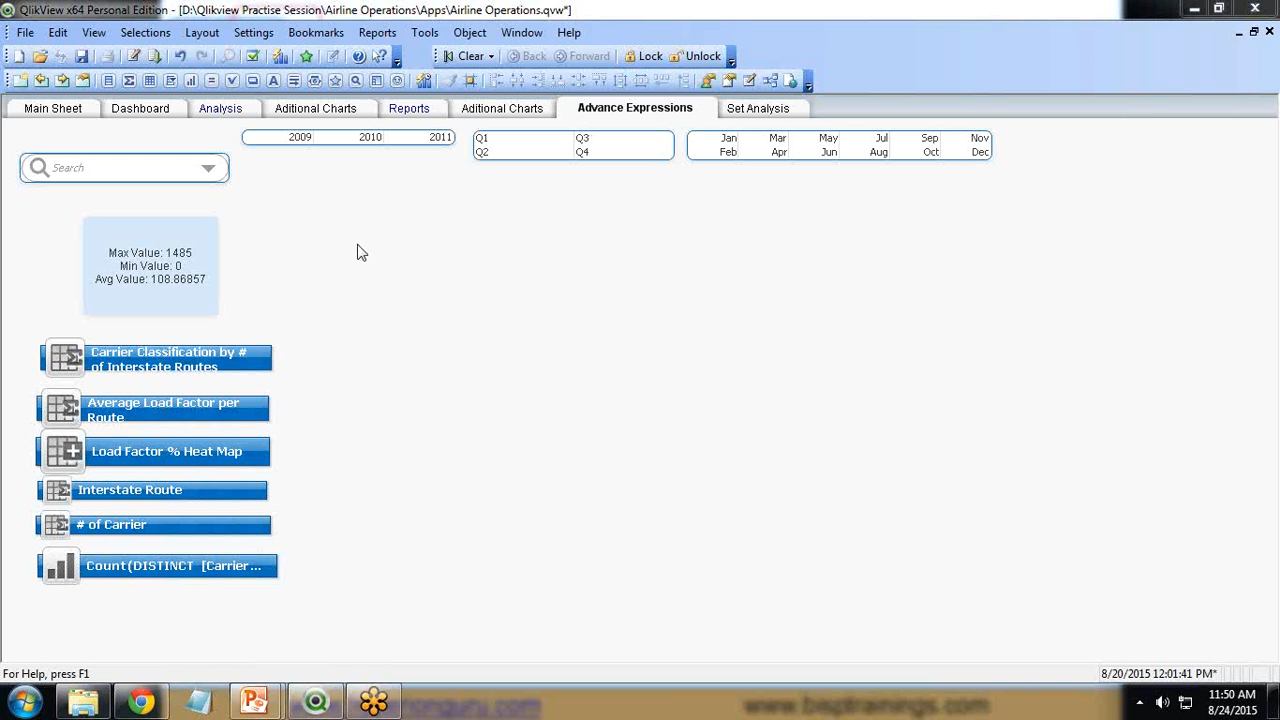 QlikView x64 Personal Edition - [D:\Qlikview Practise Session\Airline Operations\Apps\Airline Operations.qvw*]
File Edit View Selections Layout Settings Bookmarks Reports Tools Object Window Help
Clear Back Forward Lock Unlock
Main Sheet Dashboard Analysis Aditional Charts Reports Aditional Charts Advance Expressions Set Analysis
2009 2010 2011
Q1 Q3
Q2 Q4
Jan Mar May Jul Sep Nov
Feb Apr Jun Aug Oct Dec
Search
Max Value: 1485
Min Value: 0
Avg Value: 108.86857
Carrier Classification by #
of Interstate Routes
Average Load Factor per
Route
Load Factor % Heat Map
Interstate Route
# of Carrier
Count(DISTINCT [Carrier...
For Help, press F1
8/20/2015 12:01:41 PM*
www.bisptrainings.com
11:50 AM
8/24/2015